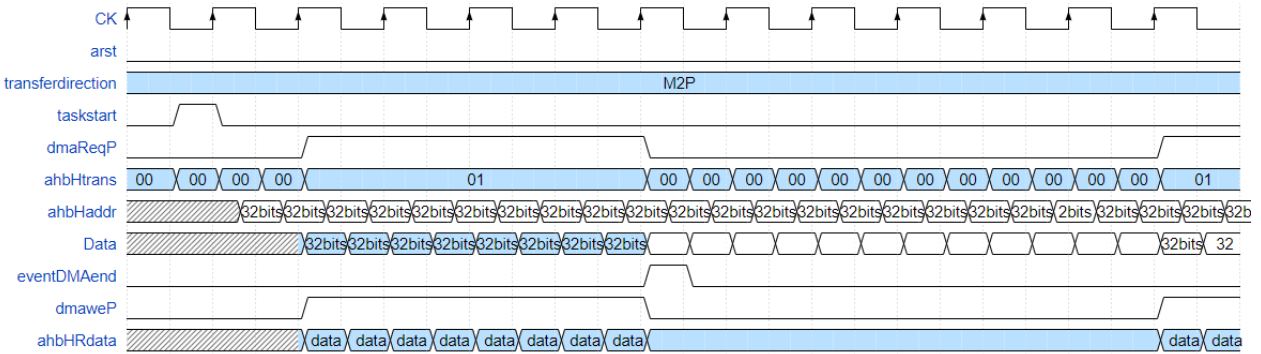 CK
arst
transferdirection M2P
taskstart
dmaReqP
ahbHtrans 00 00 00 00 01 00 00 00 00 00 00 00 00 00 00 00 00 01
ahbHaddr 32bits 32bits 32bits 32bits 32bits 32bits 32bits 32bits 32bits 32bits 32bits 32bits 32bits 32bits 32bits 32bits 32bits 32bits 32bits 2bits 32bits 32bits 32bits 32b
Data 32bits 32bits 32bits 32bits 32bits 32bits 32bits 32bits 32bits 32
eventDMAend
dmaweP
ahbHRdata data data data data data data data data data data